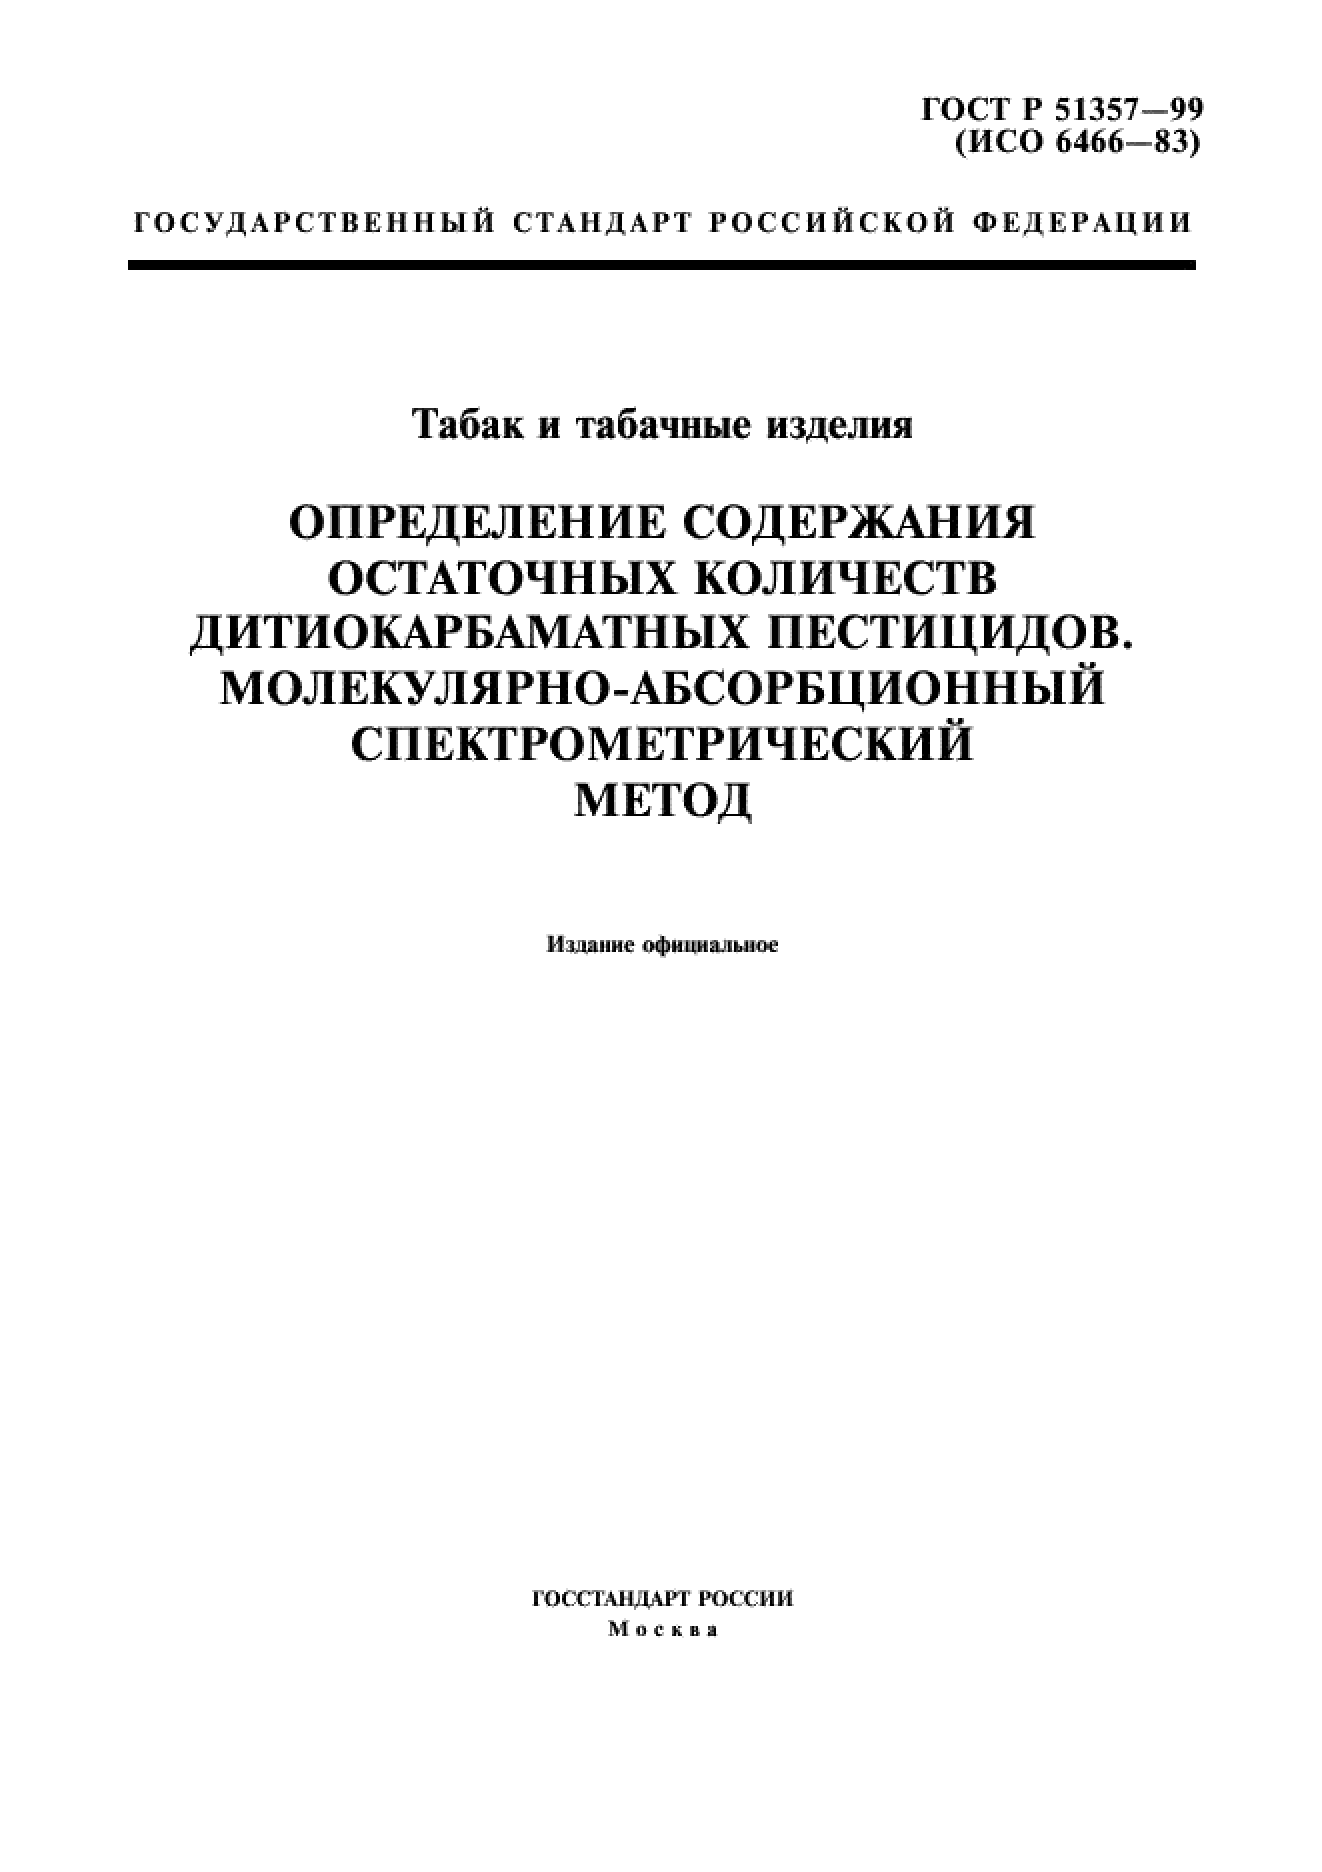 ГОСТ Р 51357—99
(ИСО 6466—83)
ГОСУДАРСТВЕННЫЙ СТАНДАРТ РОССИЙСКОЙ ФЕДЕРАЦИИ
Табак и табачные изделия
ОПРЕДЕЛЕНИЕ СОДЕРЖАНИЯ
ОСТАТОЧНЫХ КОЛИЧЕСТВ
ДИТИОКАРБАМАТНЫХ ПЕСТИЦИДОВ.
МОЛЕКУЛЯРНО-АБСОРБЦИОННЫЙ
СПЕКТРОМЕТРИЧЕСКИЙ
МЕТОД
Издание официальное
ГОССТАНДАРТ РОССИИ
Москва